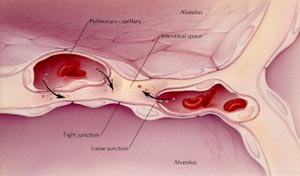 Pulmonary capillary
Alveolus
Interstitial space
Tight junction
Loose junction
Alveolus